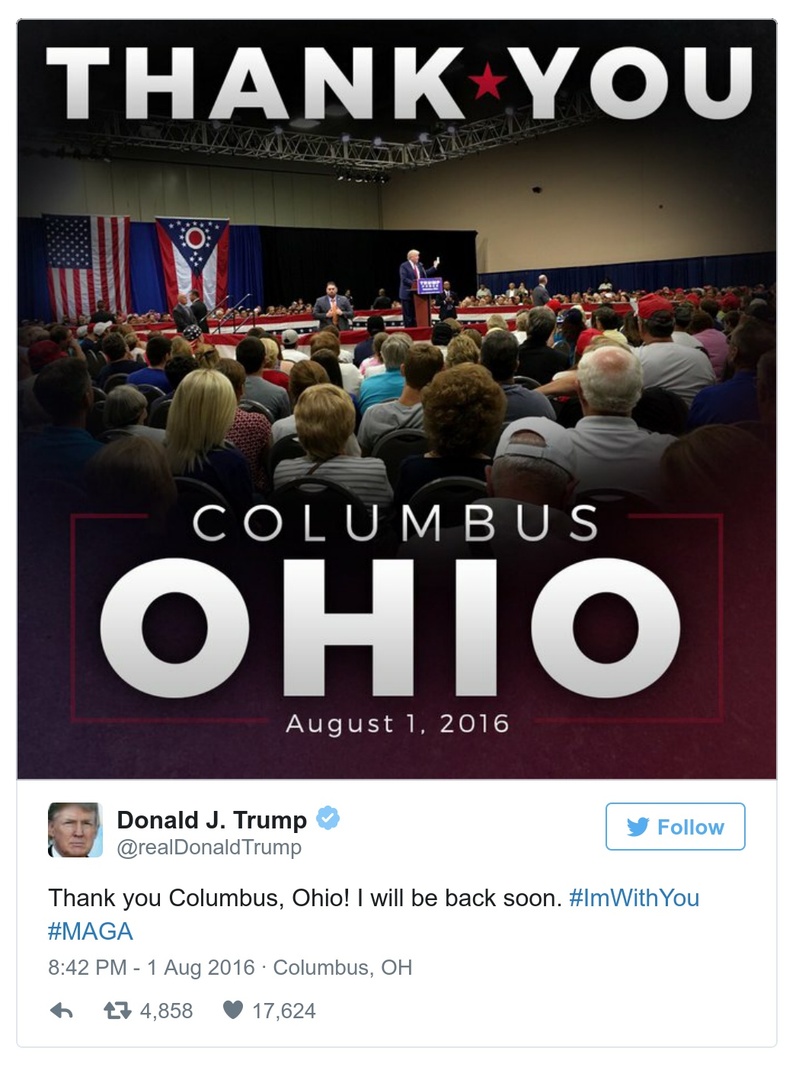 THANK★YOU
TRUMP
COLUMBUS
OHIO
August 1, 2016
Donald J. Trump
@realDonaldTrump
Follow
Thank you Columbus, Ohio! I will be back soon. #ImWithYou
#MAGA
8:42 PM - 1 Aug 2016 · Columbus, OH
4,858 17,624